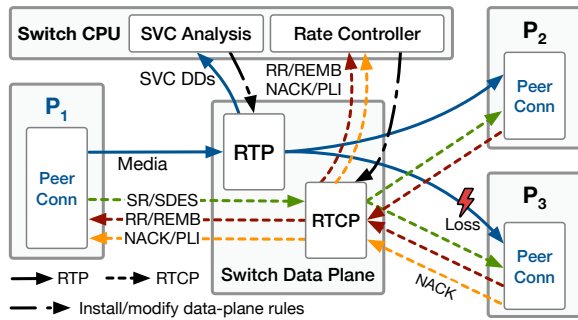 Switch CPU
SVC Analysis
Rate Controller
P2
SVC DDs
RR/REMB
NACK/PLI
Peer
Conn
P1
RTP
Media
Peer
Conn
SR/SDES
RR/REMB
NACK/PLI
RTCP
P3
Loss
Peer
Conn
NACK
Switch Data Plane
RTP
RTCP
Install/modify data-plane rules